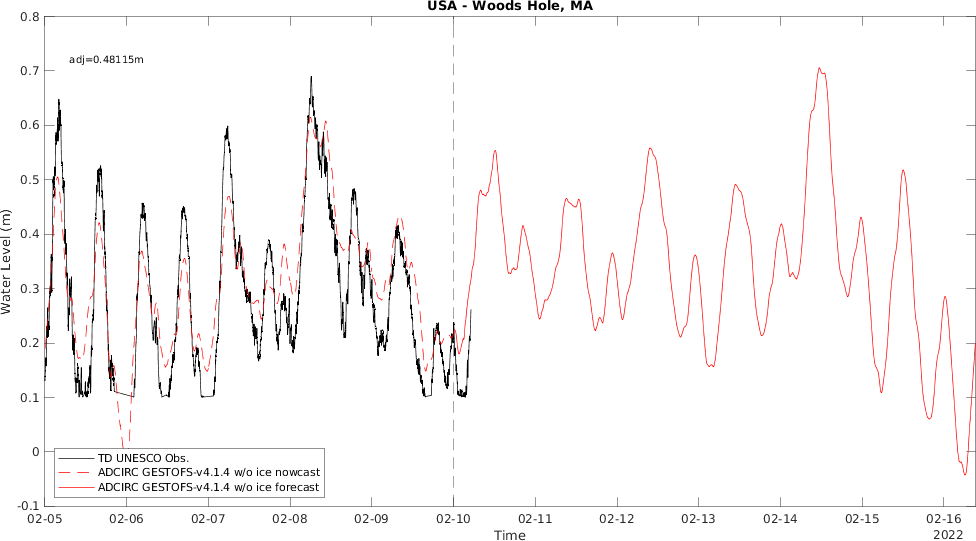 USA - Woods Hole, MA
adj=0.48115m
Water Level (m)
0.8
0.7
0.6
0.5
0.4
0.3
0.2
0.1
0
-0.1
TD UNESCO Obs.
ADCIRC GESTOFS-v4.1.4 w/o ice nowcast
ADCIRC GESTOFS-v4.1.4 w/o ice forecast
02-05 02-06 02-07 02-08 02-09 02-10 02-11 02-12 02-13 02-14 02-15 02-16
Time
2022